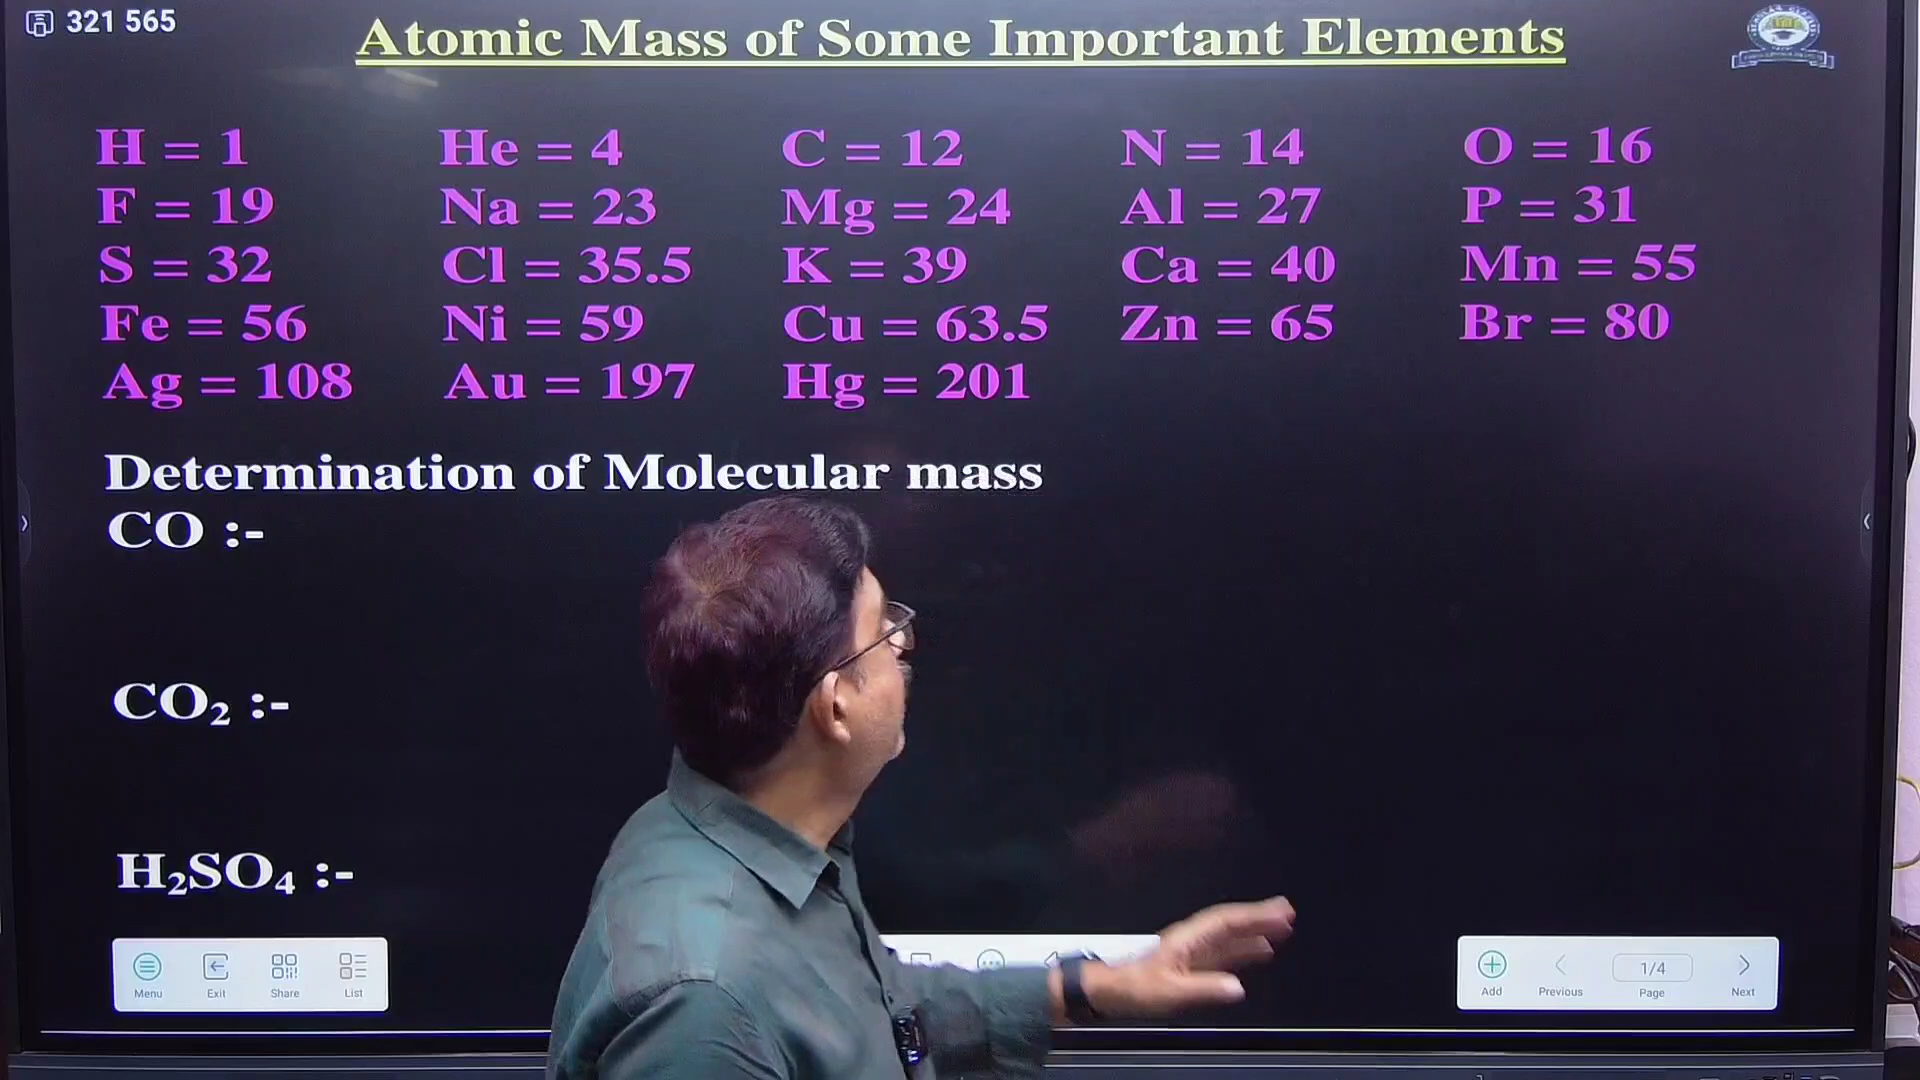 321 565
Atomic Mass of Some Important Elements
H = 1 He = 4 C = 12 N = 14 O = 16
F = 19 Na = 23 Mg = 24 Al = 27 P = 31
S = 32 Cl = 35.5 K = 39 Ca = 40 Mn = 55
Fe = 56 Ni = 59 Cu = 63.5 Zn = 65 Br = 80
Ag = 108 Au = 197 Hg = 201
Determination of Molecular mass
CO :-
CO₂ :-
H₂SO₄ :-
Menu Exit Share List
1/4
Add Previous Page Next